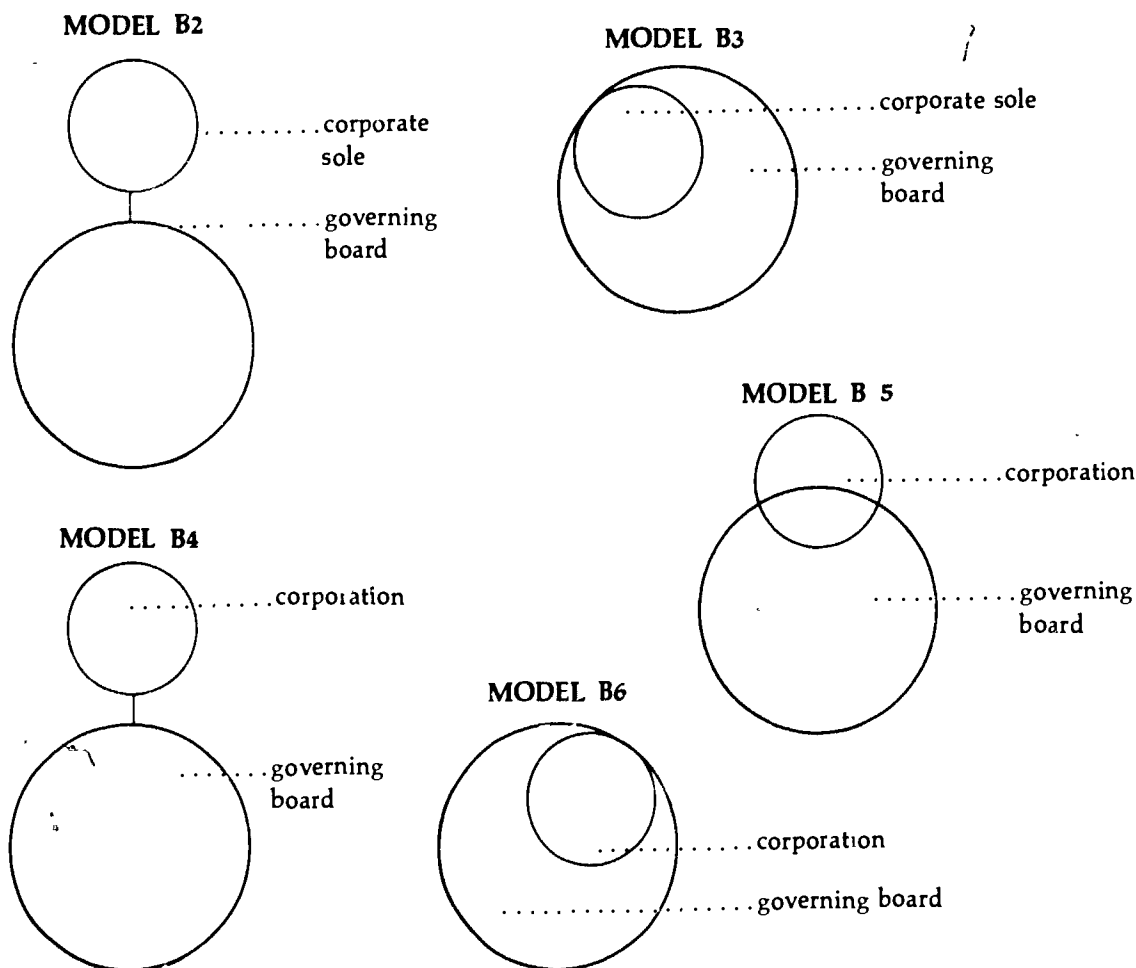 MODEL B2
corporate
sole
governing
board
MODEL B3
corporate sole
governing
board
MODEL B 5
corporation
governing
board
MODEL B4
corporation
governing
board
MODEL B6
corporation
governing board